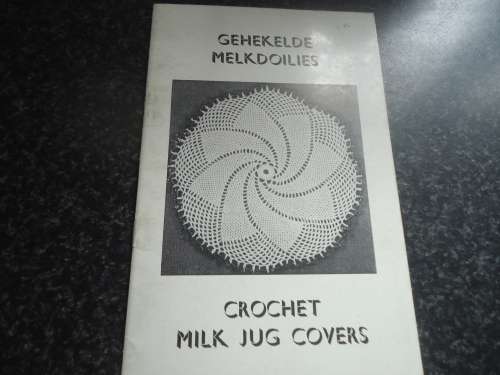 GEHEKELDE
MELKDOILIES
CROCHET
MILK JUG COVERS